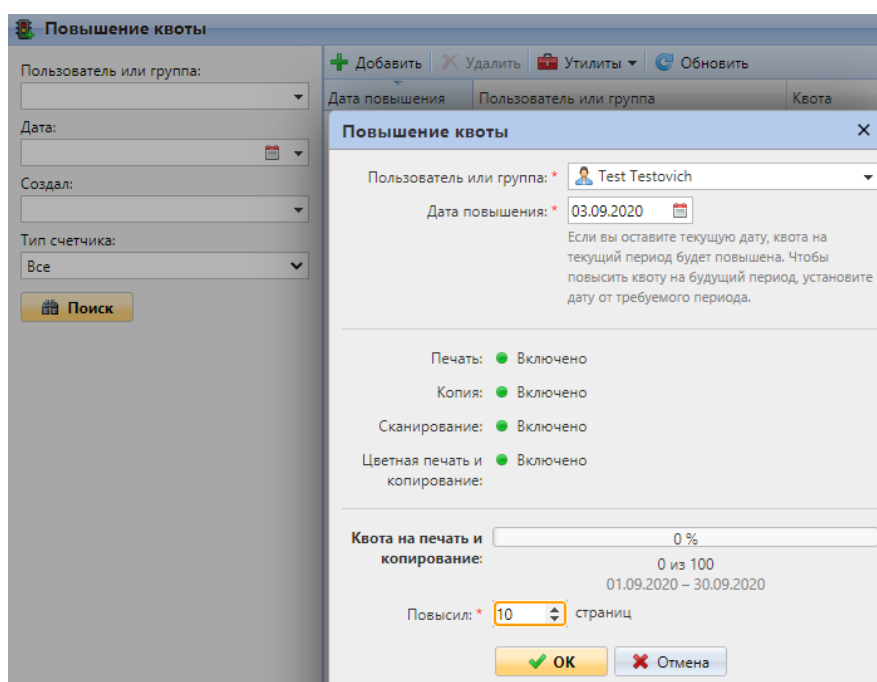 Повышение квоты
Пользователь или группа:
Дата:
Создал:
Тип счетчика:
Все
Поиск
Добавить Удалить Утилиты Обновить
Дата повышения Пользователь или группа Квота
Повышение квоты
Пользователь или группа: * Test Testovich
Дата повышения: * 03.09.2020
Если вы оставите текущую дату, квота на
текущий период будет повышена. Чтобы
повысить квоту на будущий период, установите
дату от требуемого периода.
Печать: Включено
Копия: Включено
Сканирование: Включено
Цветная печать и Включено
копирование:
Квота на печать и 0 %
копирование: 0 из 100
01.09.2020 – 30.09.2020
Повысил: * 10 страниц
ОК Отмена